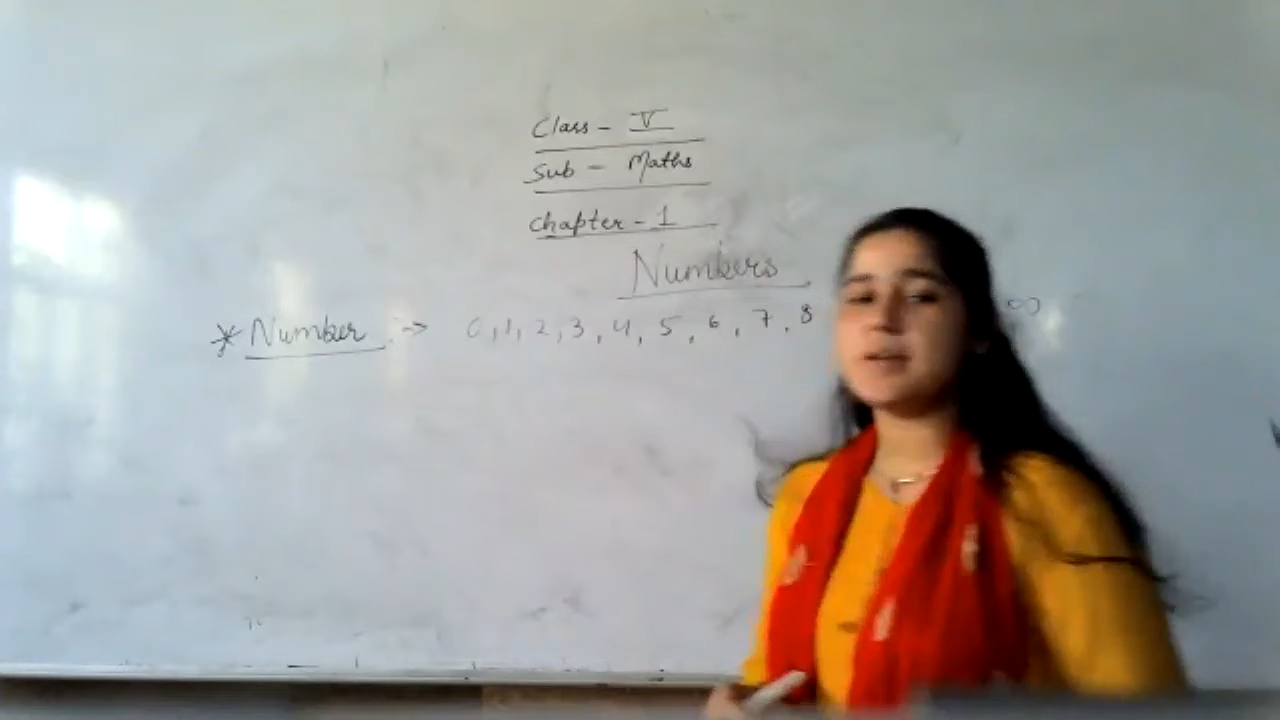 Class - V
Sub - Maths
Chapter - 1
Numbers
* Number :-> 0, 1, 2, 3, 4, 5, 6, 7, 8 ∞